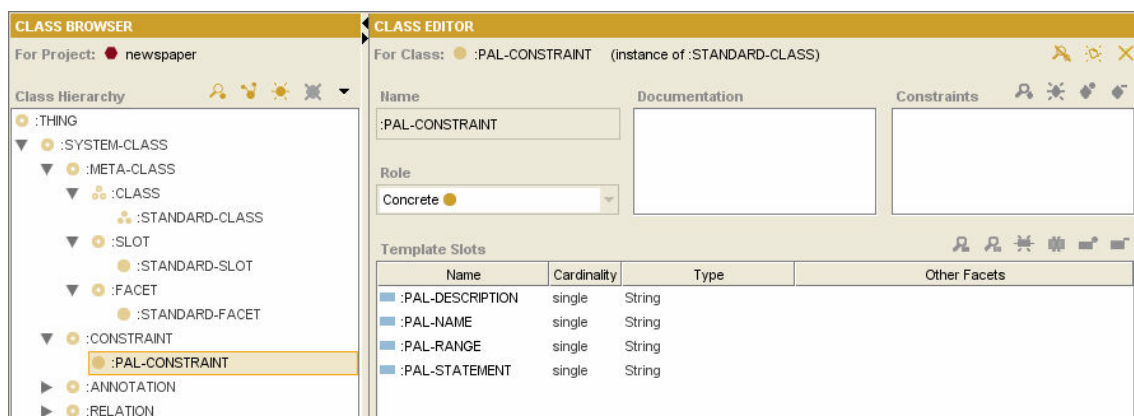 CLASS BROWSER
For Project: newspaper
Class Hierarchy
:THING
:SYSTEM-CLASS
:META-CLASS
:CLASS
:STANDARD-CLASS
:SLOT
:STANDARD-SLOT
:FACET
:STANDARD-FACET
:CONSTRAINT
:PAL-CONSTRAINT
:ANNOTATION
:RELATION
CLASS EDITOR
For Class: :PAL-CONSTRAINT (instance of :STANDARD-CLASS)
Name Documentation Constraints
:PAL-CONSTRAINT
Role
Concrete
Template Slots
Name Cardinality Type Other Facets
:PAL-DESCRIPTION single String
:PAL-NAME single String
:PAL-RANGE single String
:PAL-STATEMENT single String